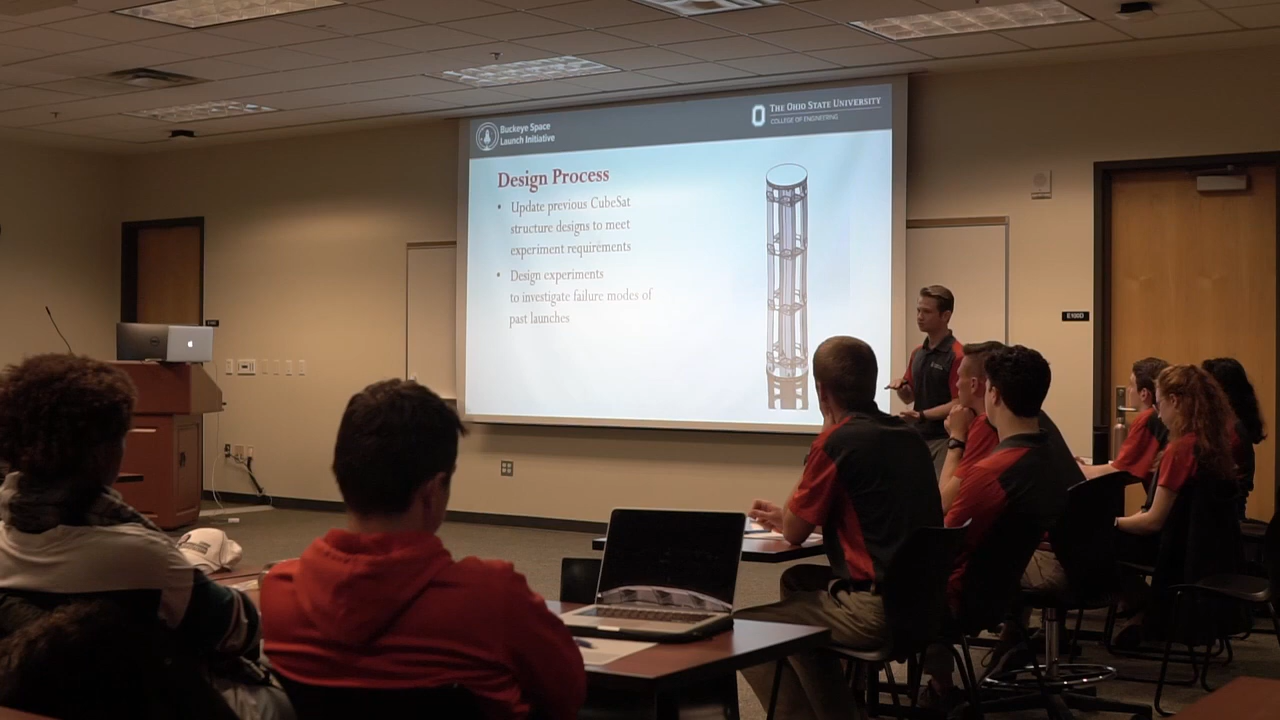 Buckeye Space
Launch Initiative
THE OHIO STATE UNIVERSITY
COLLEGE OF ENGINEERING
Design Process
• Update previous CubeSat
structure designs to meet
experiment requirements
• Design experiments
to investigate failure modes of
past launches
E100D